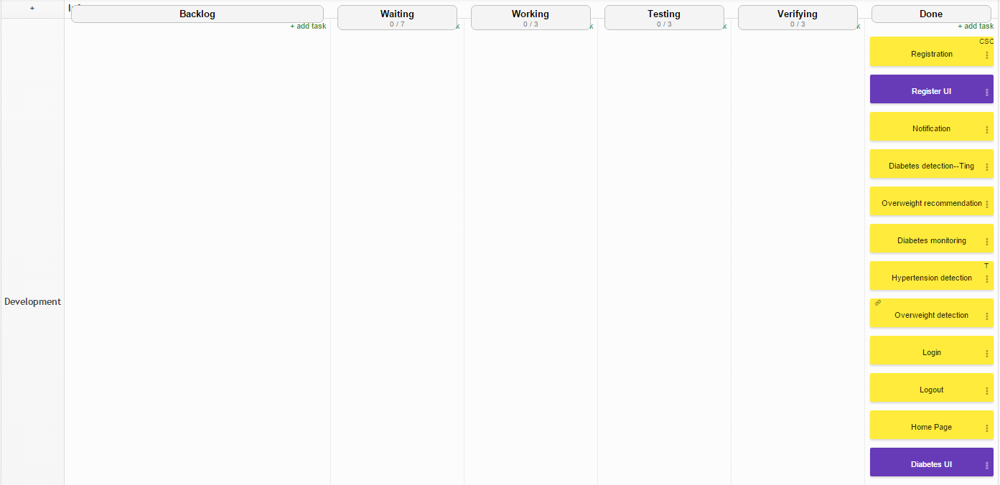 +
Backlog
Waiting
0 / 7
Working
0 / 3
Testing
0 / 3
Verifying
0 / 3
Done
+ add task
+ add task
CSC
Registration
Register UI
Notification
Diabetes detection--Ting
Overweight recommendation
Diabetes monitoring
T
Hypertension detection
Development
Overweight detection
Login
Logout
Home Page
Diabetes UI